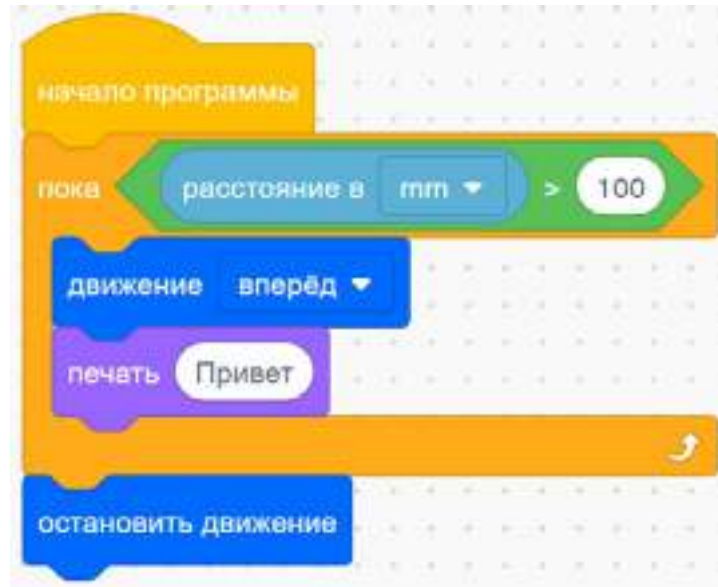 начало программы
пока расстояние в mm > 100
движение вперёд
печать Привет
остановить движение